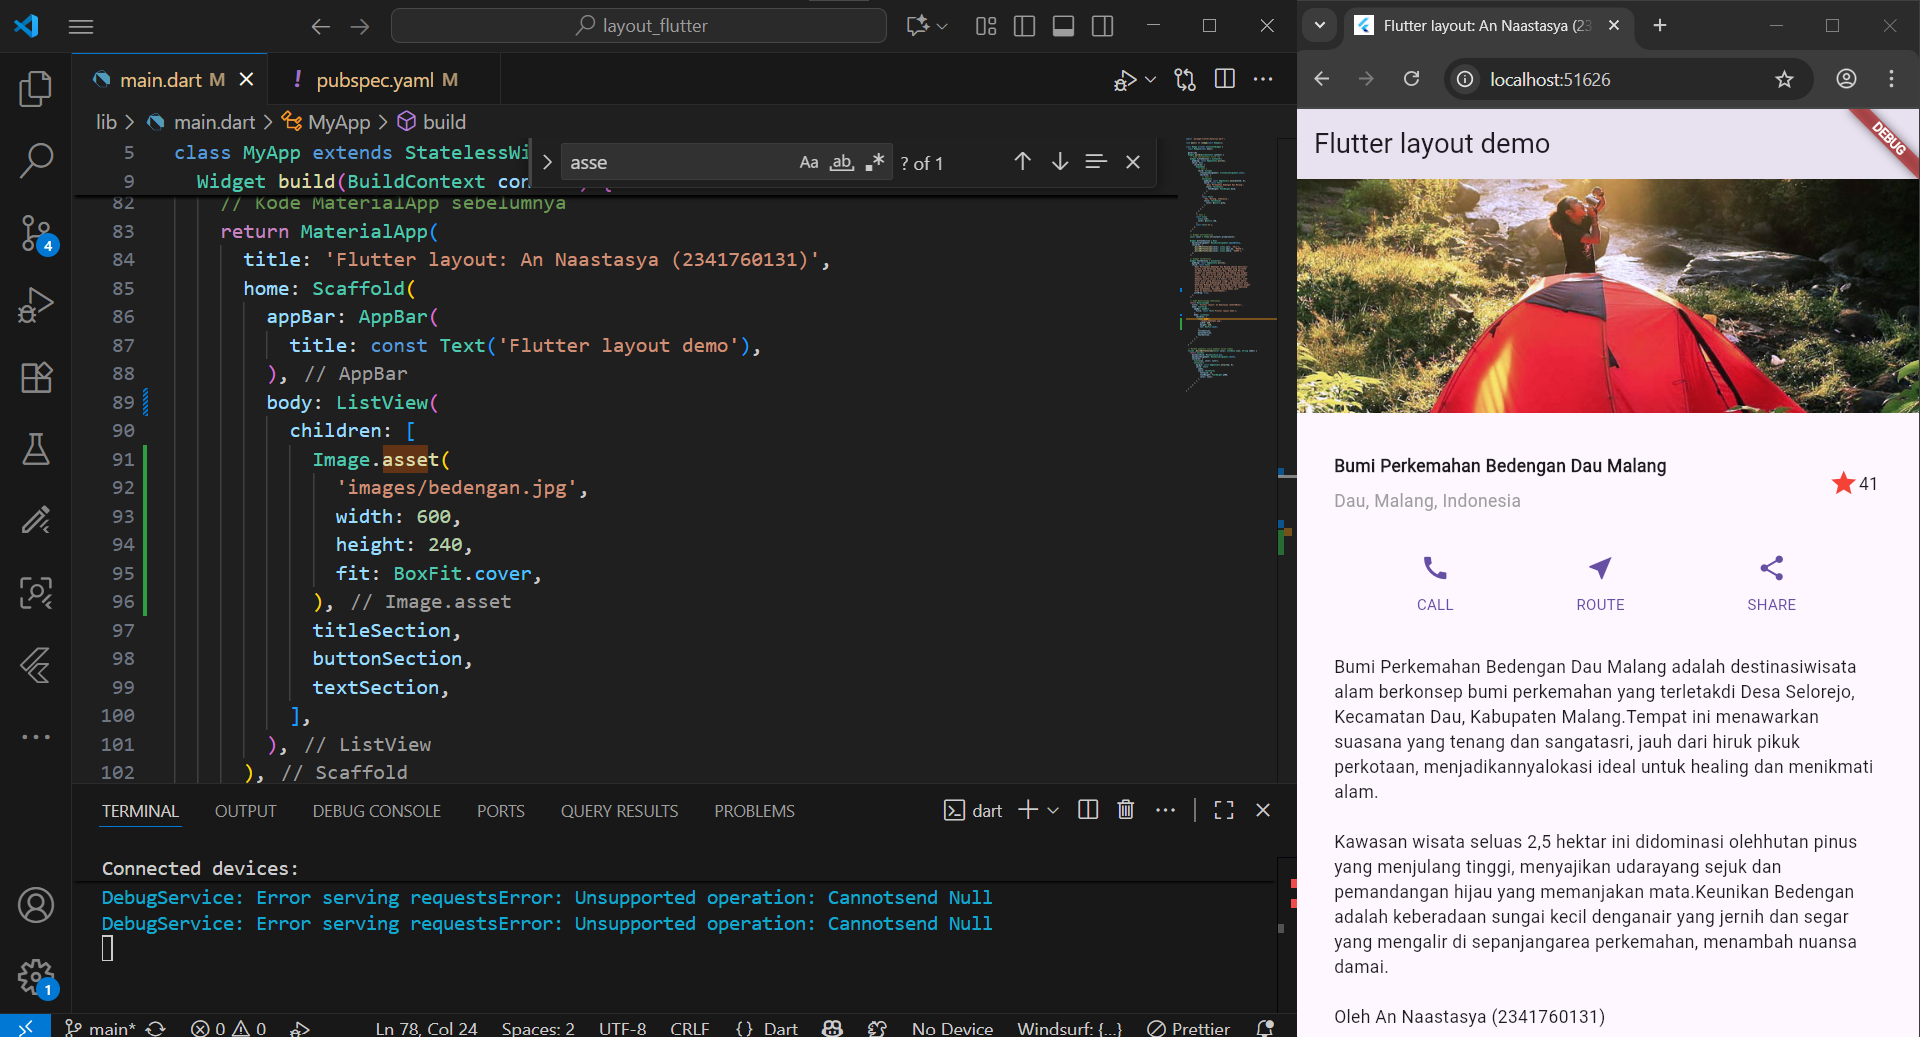 layout_flutter
main.dart M
pubspec.yaml M
lib > main.dart > MyApp > build
asse
Aa ab .* ? of 1
5 class MyApp extends StatelessWi
9 Widget build(BuildContext con
82 // Kode MaterialApp sebelumnya
83 return MaterialApp(
84 title: 'Flutter layout: An Naastasya (2341760131)',
85 home: Scaffold(
86 appBar: AppBar(
87 title: const Text('Flutter layout demo'),
88 ), // AppBar
89 body: ListView(
90 children: [
91 Image.asset(
92 'images/bedengan.jpg',
93 width: 600,
94 height: 240,
95 fit: BoxFit.cover,
96 ), // Image.asset
97 titleSection,
98 buttonSection,
99 textSection,
100 ],
101 ), // ListView
102 ), // Scaffold
4
1
TERMINAL OUTPUT DEBUG CONSOLE PORTS QUERY RESULTS PROBLEMS
dart
Connected devices:
DebugService: Error serving requestsError: Unsupported operation: Cannotsend Null
DebugService: Error serving requestsError: Unsupported operation: Cannotsend Null
main* 0 0 Ln 78, Col 24 Spaces: 2 UTF-8 CRLF {} Dart No Device Windsurf: {...} Prettier
Flutter layout: An Naastasya (23
localhost:51626
Flutter layout demo
DEBUG
Bumi Perkemahan Bedengan Dau Malang
Dau, Malang, Indonesia
41
CALL ROUTE SHARE
Bumi Perkemahan Bedengan Dau Malang adalah destinasiwisata
alam berkonsep bumi perkemahan yang terletakdi Desa Selorejo,
Kecamatan Dau, Kabupaten Malang.Tempat ini menawarkan
suasana yang tenang dan sangatasri, jauh dari hiruk pikuk
perkotaan, menjadikannyalokasi ideal untuk healing dan menikmati
alam.
Kawasan wisata seluas 2,5 hektar ini didominasi olehhutan pinus
yang menjulang tinggi, menyajikan udarayang sejuk dan
pemandangan hijau yang memanjakan mata.Keunikan Bedengan
adalah keberadaan sungai kecil denganair yang jernih dan segar
yang mengalir di sepanjangarea perkemahan, menambah nuansa
damai.
Oleh An Naastasya (2341760131)